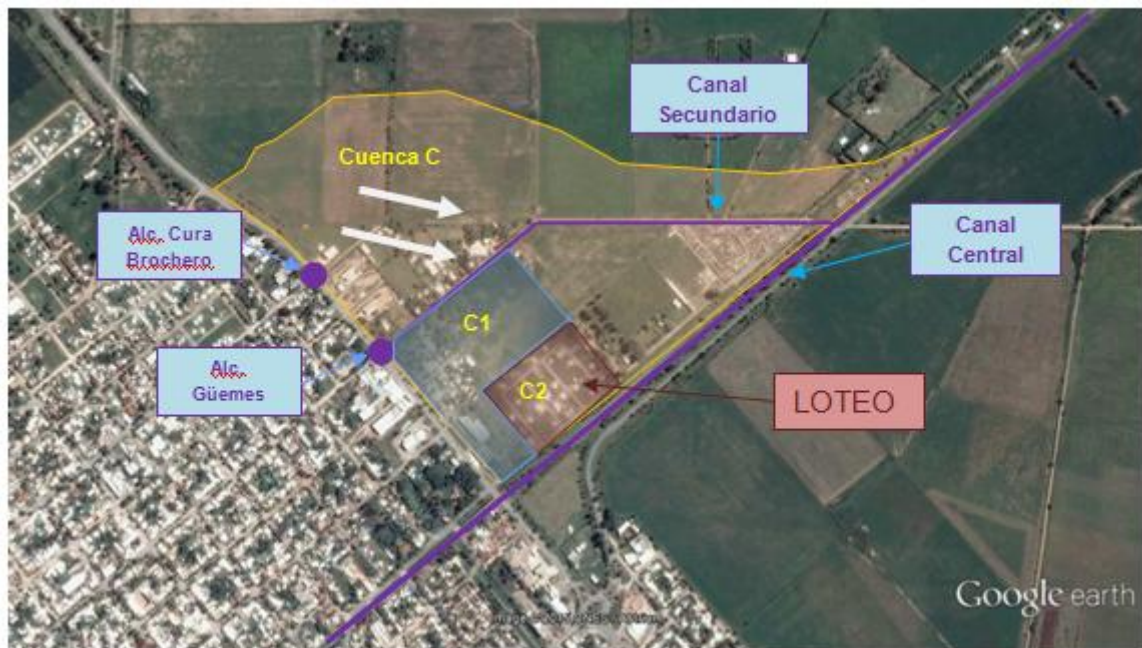 Canal
Secundario
Cuenca C
Alc. Cura
Brochero
Canal
Central
C1
Alc.
Güemes
C2
LOTEO
Google earth